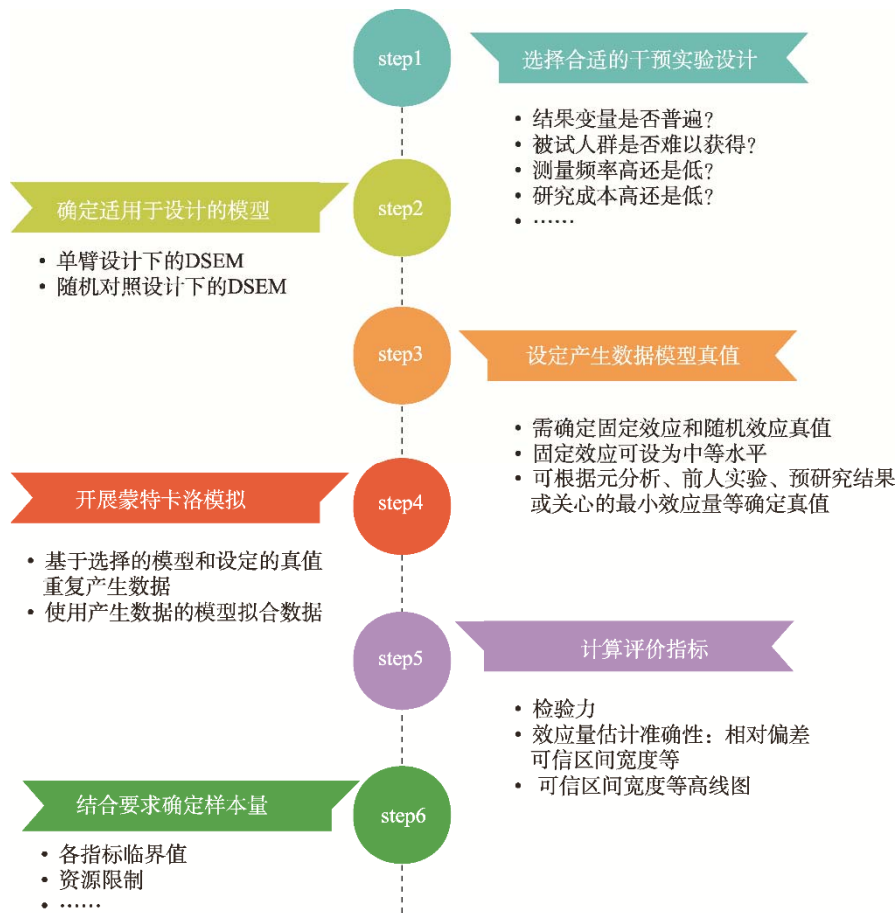 step1
选择合适的干预实验设计
• 结果变量是否普遍?
• 被试人群是否难以获得?
• 测量频率高还是低?
• 研究成本高还是低?
• ……
step2
确定适用于设计的模型
• 单臂设计下的DSEM
• 随机对照设计下的DSEM
step3
设定产生数据模型真值
• 需确定固定效应和随机效应真值
• 固定效应可设为中等水平
• 可根据元分析、前人实验、预研究结果
或关心的最小效应量等确定真值
step4
开展蒙特卡洛模拟
• 基于选择的模型和设定的真值
重复产生数据
• 使用产生数据的模型拟合数据
step5
计算评价指标
• 检验力
• 效应量估计准确性：相对偏差
可信区间宽度等
• 可信区间宽度等高线图
step6
结合要求确定样本量
• 各指标临界值
• 资源限制
• ……